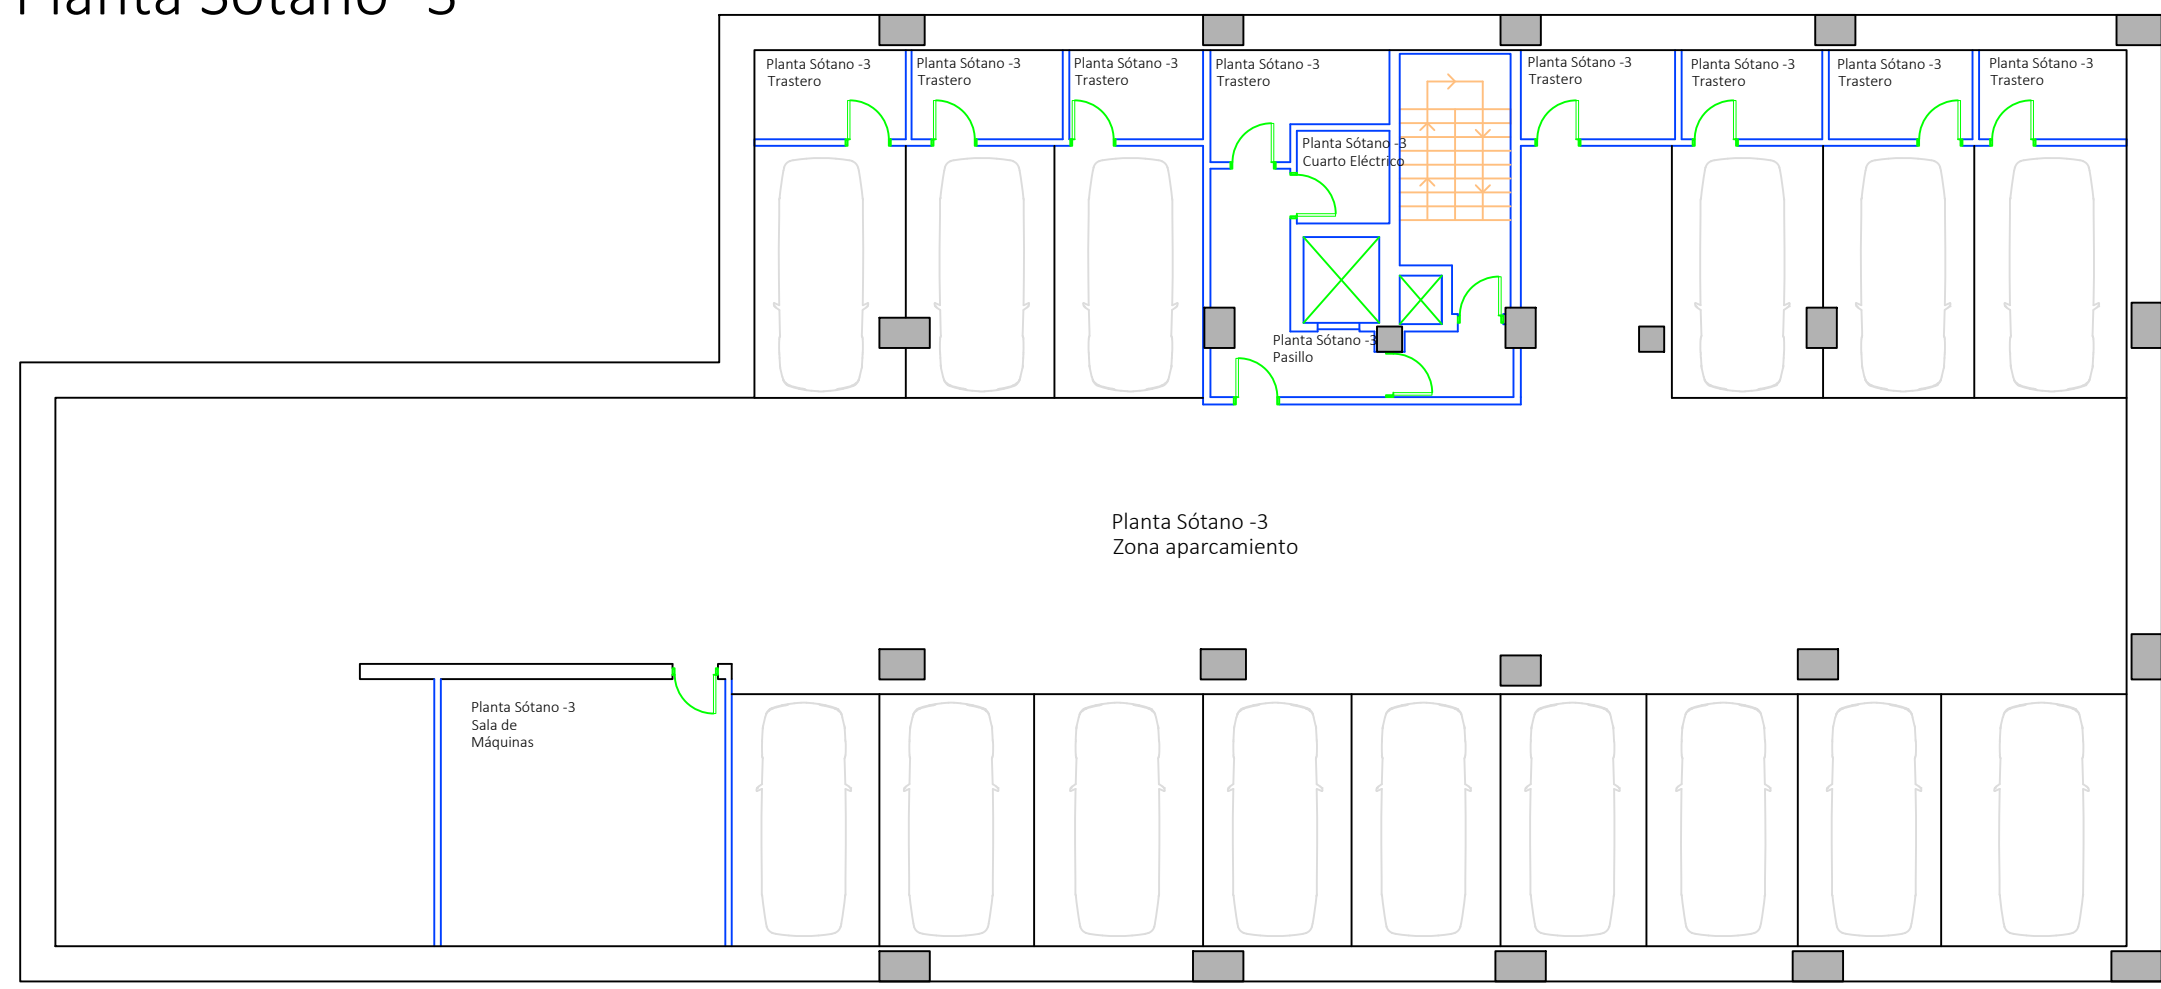 Planta Sótano -3
Planta Sótano -3
Trastero
Planta Sótano -3
Trastero
Planta Sótano -3
Trastero
Planta Sótano -3
Trastero
Planta Sótano -3
Trastero
Planta Sótano -3
Trastero
Planta Sótano -3
Trastero
Planta Sótano -3
Trastero
Planta Sótano -3
Cuarto Eléctrico
Planta Sótano -3
Pasillo
Planta Sótano -3
Zona aparcamiento
Planta Sótano -3
Sala de
Máquinas